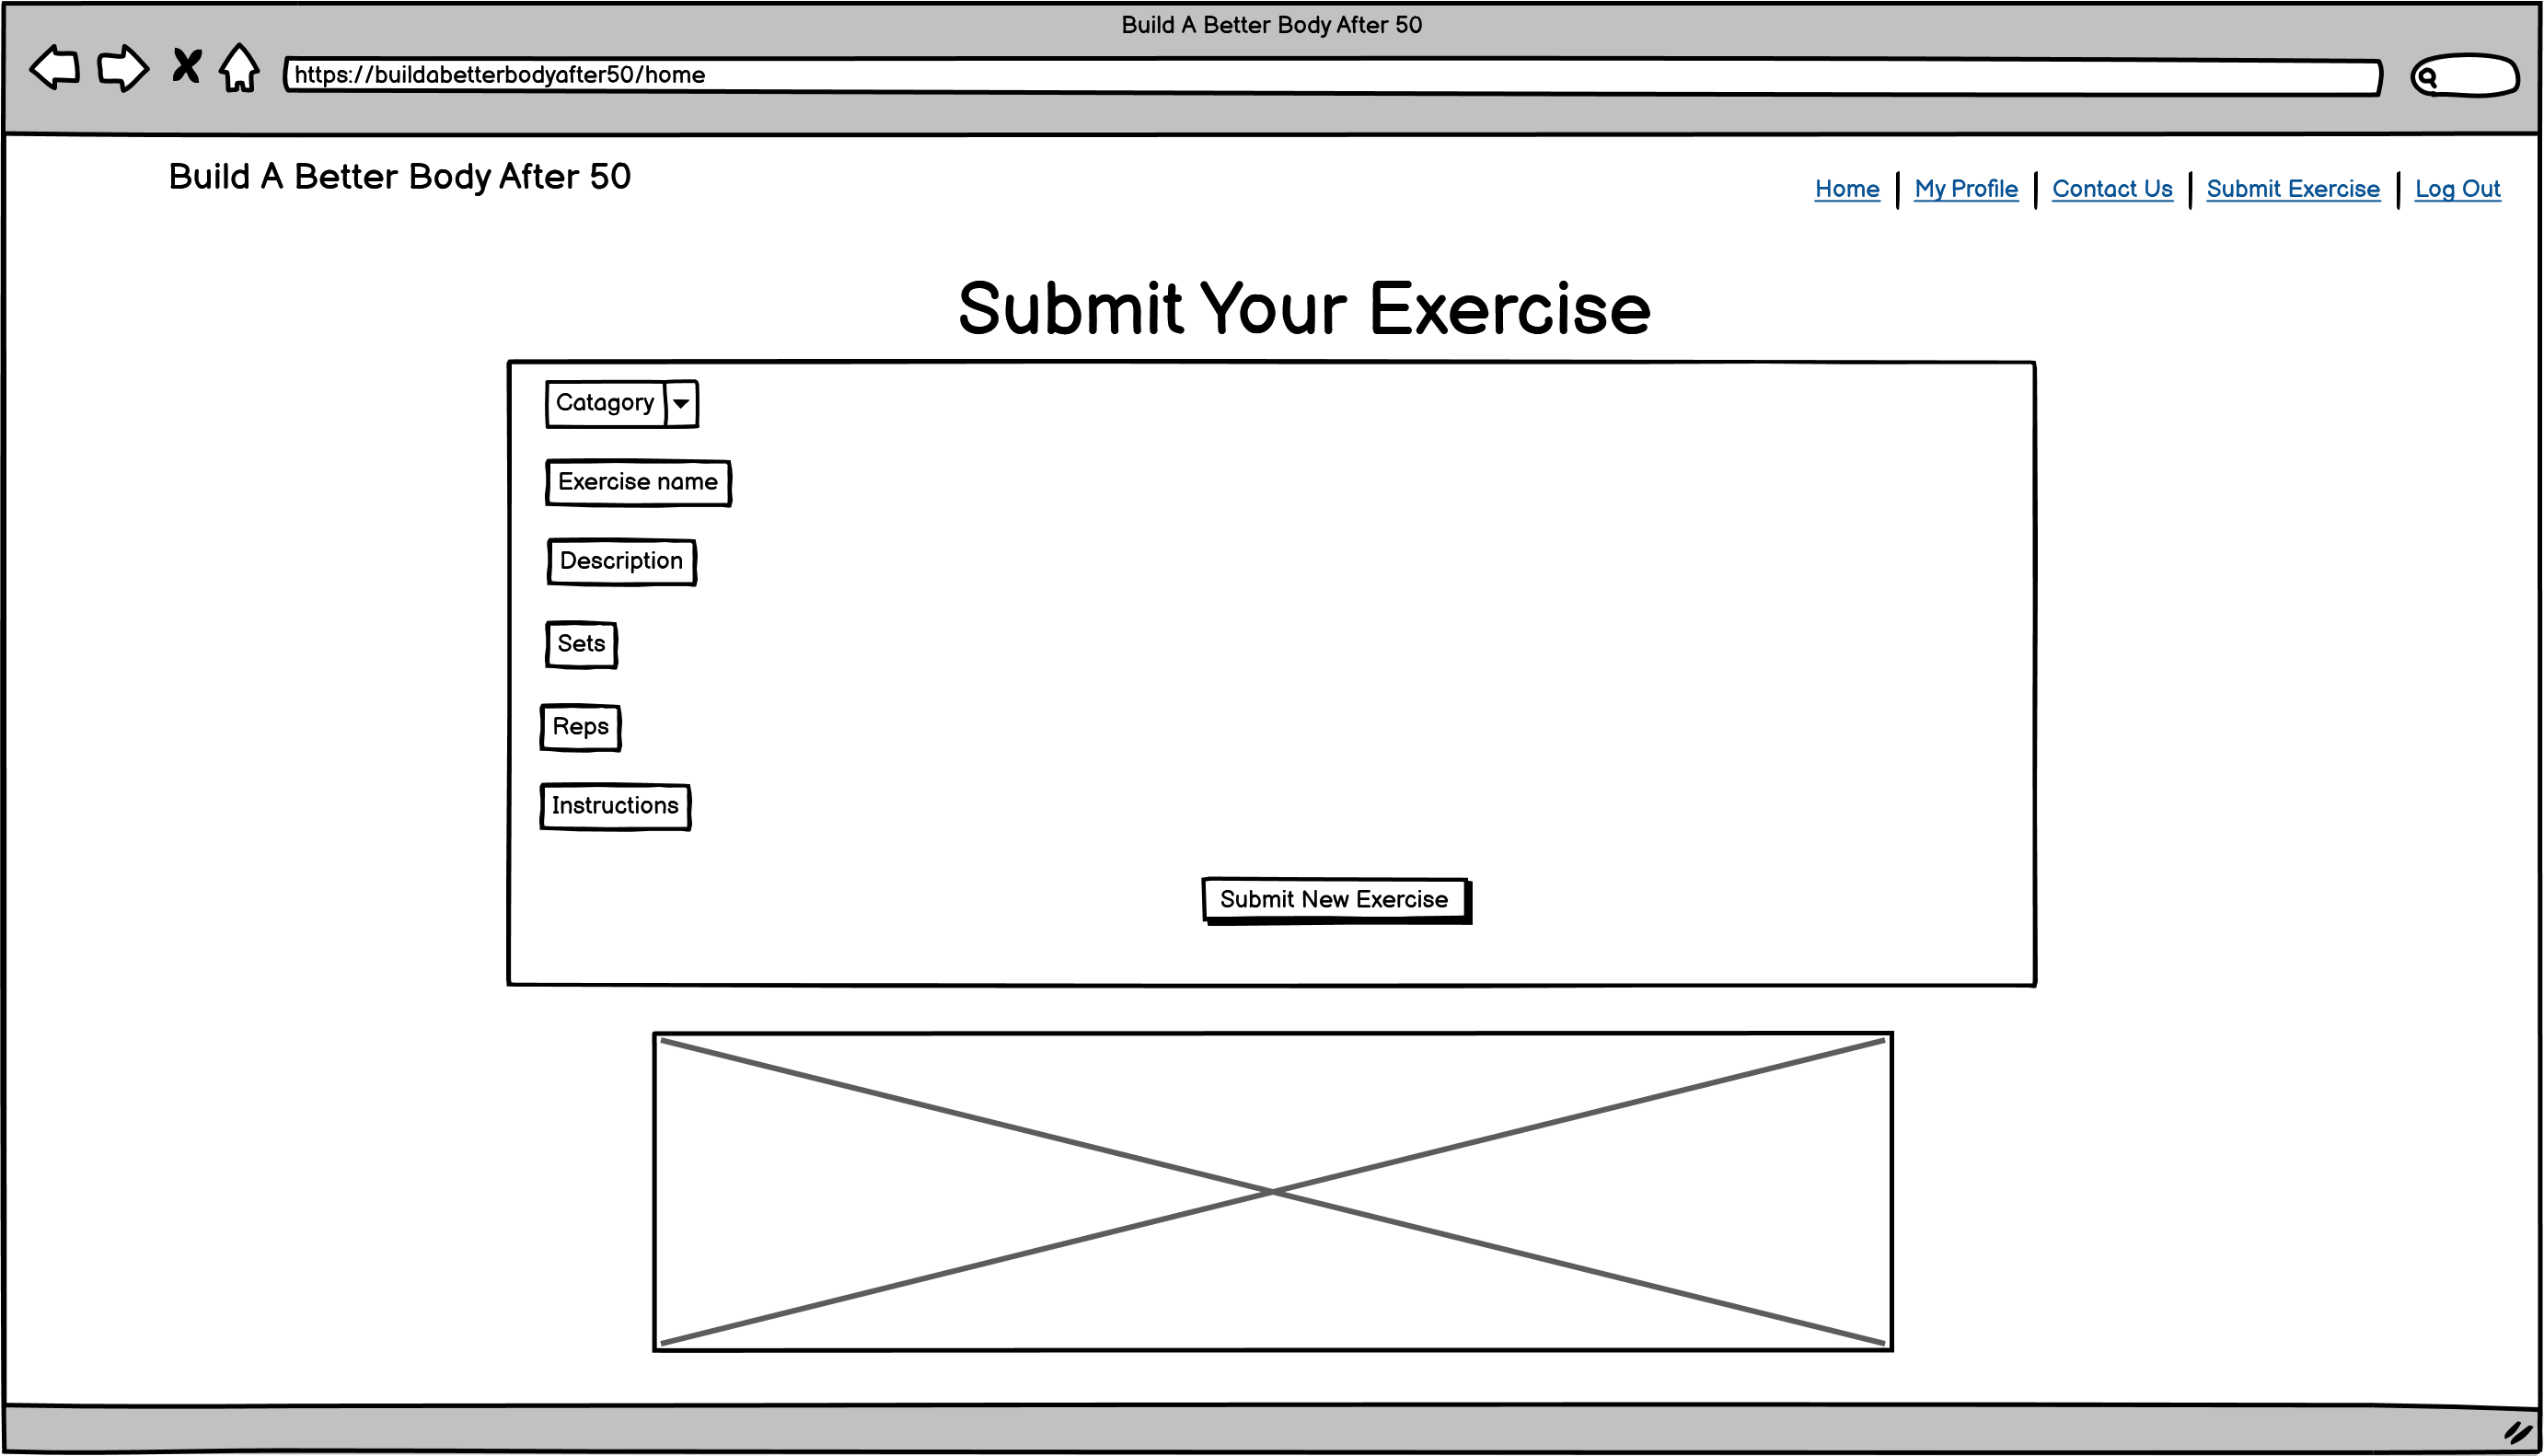 Build A Better Body After 50
https://buildabetterbodyafter50/home
Build A Better Body After 50
Home | My Profile | Contact Us | Submit Exercise | Log Out
Submit Your Exercise
Catagory
Exercise name
Description
Sets
Reps
Instructions
Submit New Exercise